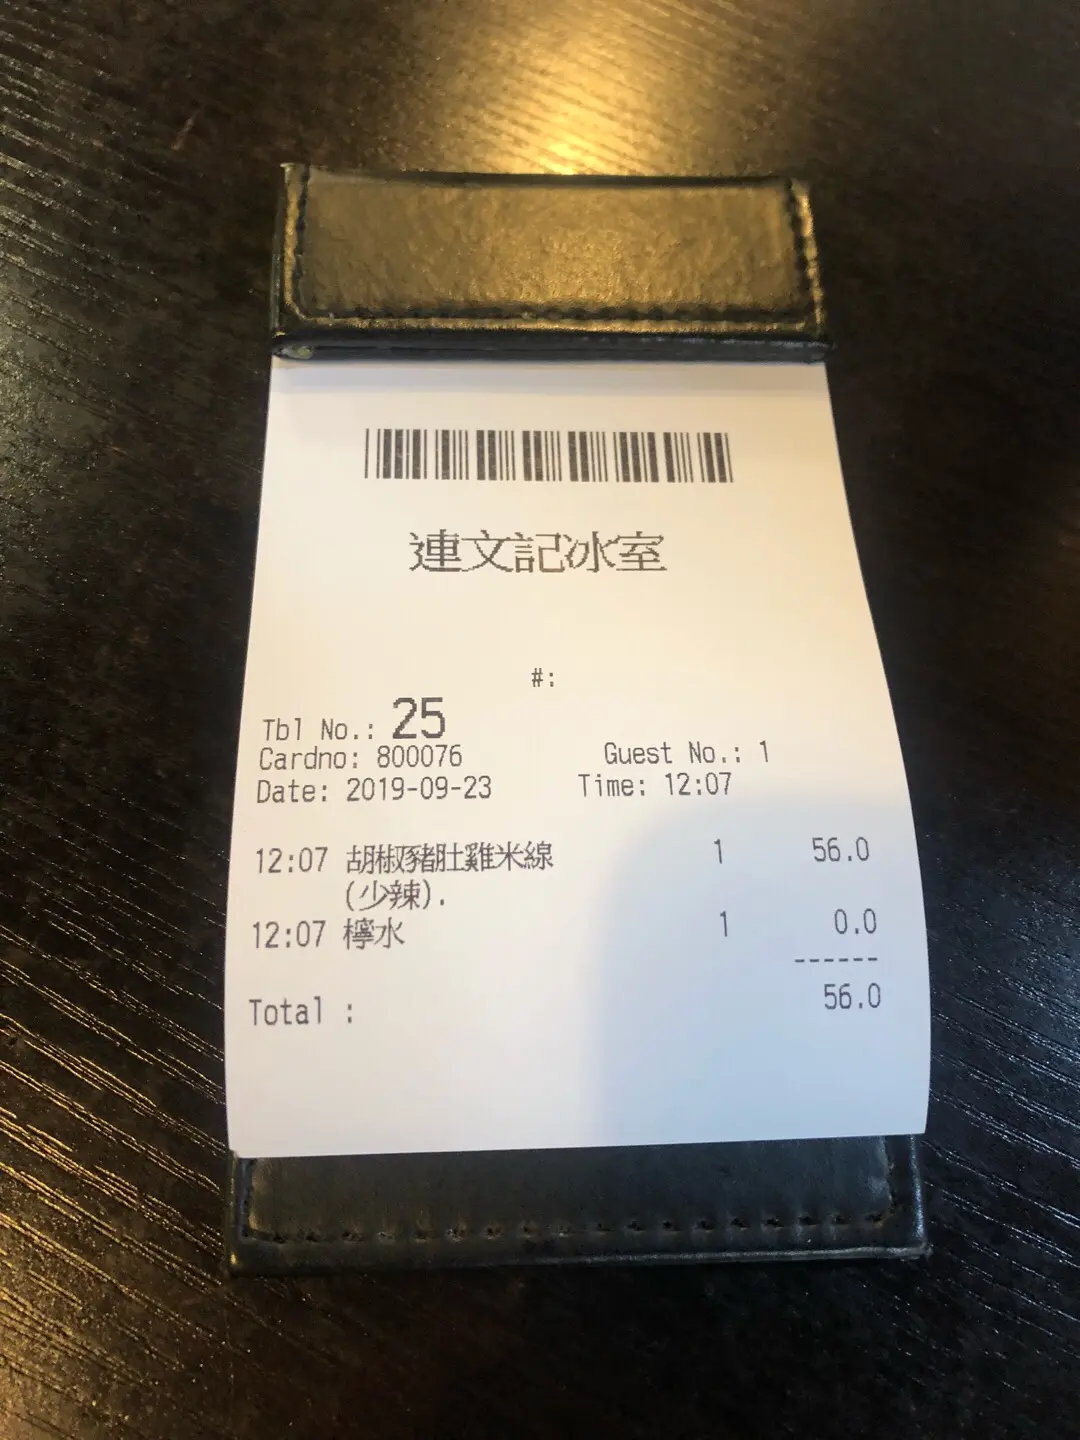 連文記冰室
#:
Tbl No.: 25
Cardno: 800076 Guest No.: 1
Date: 2019-09-23 Time: 12:07
12:07 胡椒豬肚雞米線 1 56.0
(少辣).
12:07 檸水 1 0.0
------
Total : 56.0